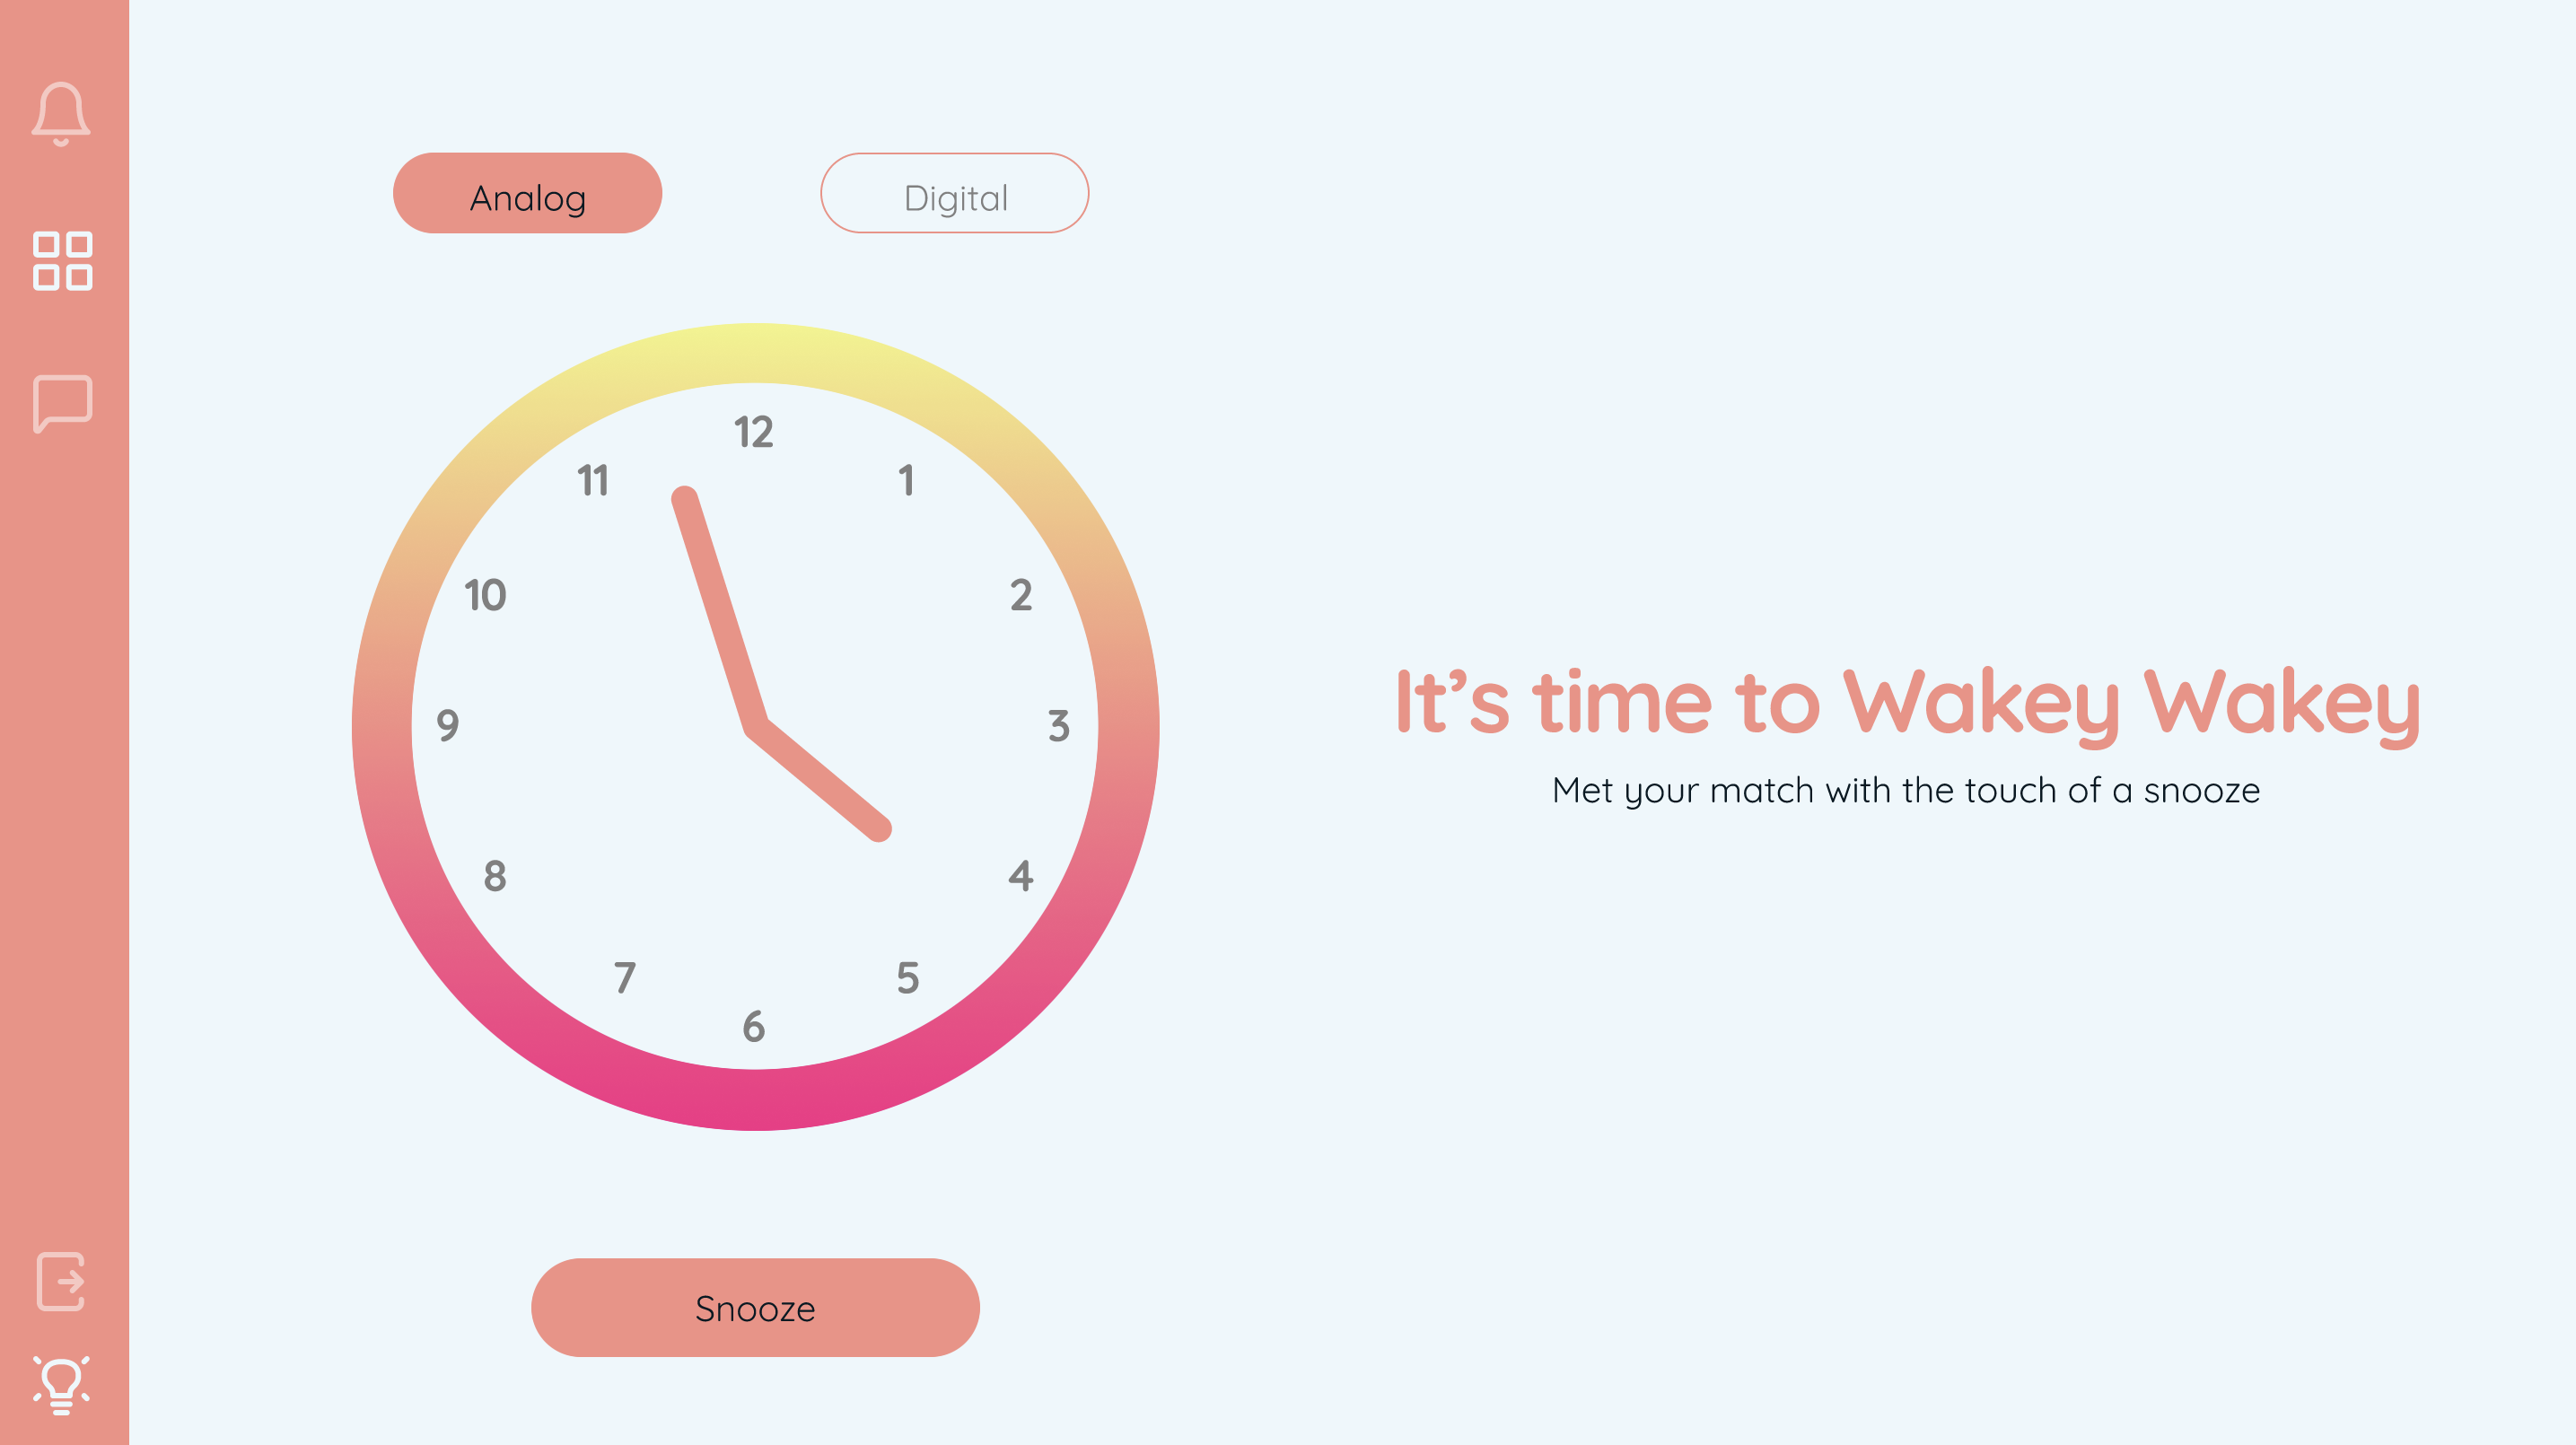 Analog
Digital
12
11
1
10
2
9
3
8
4
7
5
6
It’s time to Wakey Wakey
Met your match with the touch of a snooze
Snooze